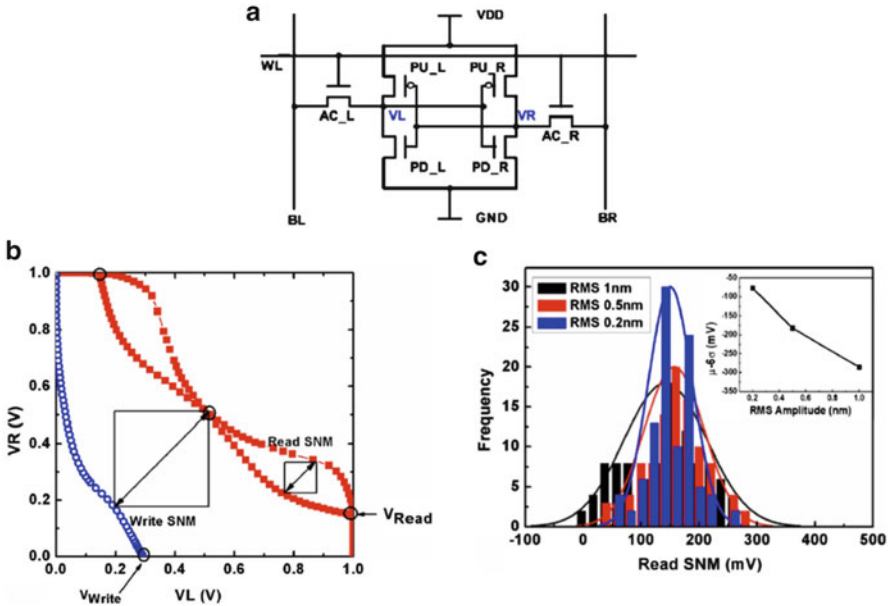 a
VDD
WL
PU_L
PU_R
AC_L
VL
VR
AC_R
PD_L
PD_R
BL
GND
BR
b
1.0
0.8
0.6
0.4
0.2
0.0
VR (V)
Read SNM
Write SNM
VRead
0.0 0.2 0.4 0.6 0.8 1.0
VWrite
VL (V)
c
RMS 1nm
RMS 0.5nm
RMS 0.2nm
30
25
20
15
10
5
0
Frequency
-50
-100
-150
-200
-250
-300
-350
μ-6σ (mV)
0.2 0.4 0.6 0.8 1.0
RMS Amplitude (nm)
-100 0 100 200 300 400 500
Read SNM (mV)